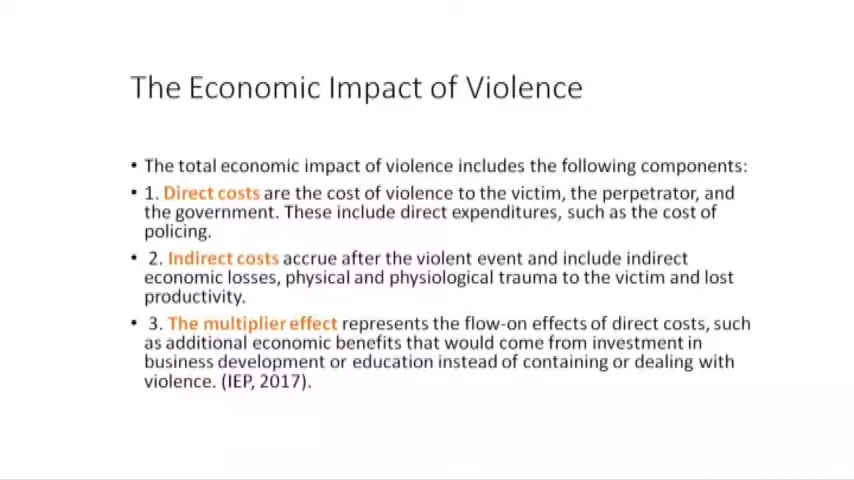 The Economic Impact of Violence
• The total economic impact of violence includes the following components:
• 1. Direct costs are the cost of violence to the victim, the perpetrator, and
the government. These include direct expenditures, such as the cost of
policing.
• 2. Indirect costs accrue after the violent event and include indirect
economic losses, physical and physiological trauma to the victim and lost
productivity.
• 3. The multiplier effect represents the flow-on effects of direct costs, such
as additional economic benefits that would come from investment in
business development or education instead of containing or dealing with
violence. (IEP, 2017).